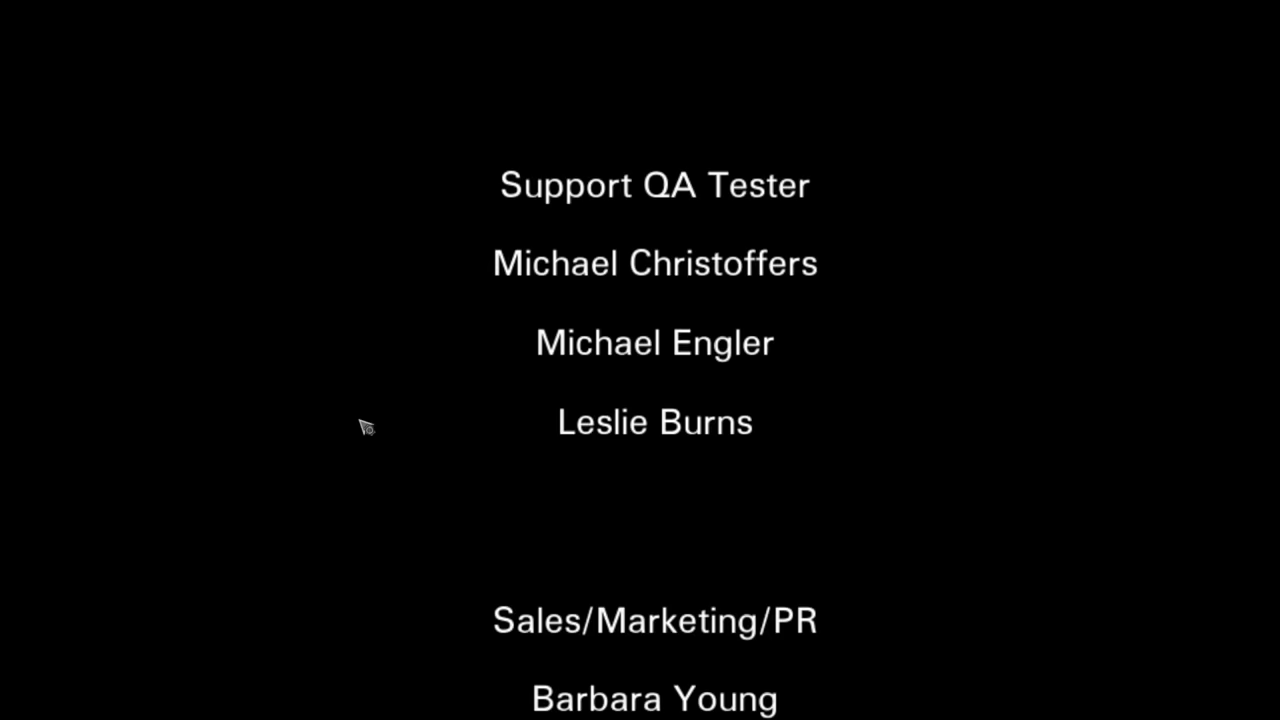 Support QA Tester
Michael Christoffers
Michael Engler
Leslie Burns
Sales/Marketing/PR
Barbara Young